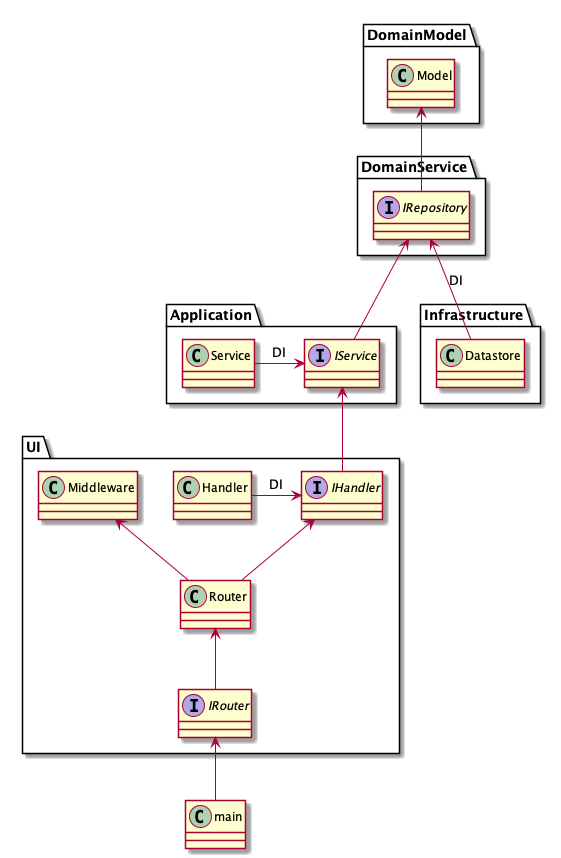 DomainModel
C Model
DomainService
I IRepository
DI
Application
Infrastructure
C Service
DI
I IService
C Datastore
UI
C Middleware
C Handler
DI
I IHandler
C Router
I IRouter
C main